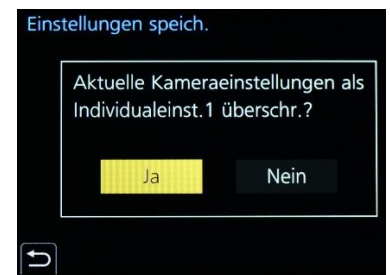 Einstellungen speich.
Aktuelle Kameraeinstellungen als
Individualeinst.1 überschr.?
Ja Nein